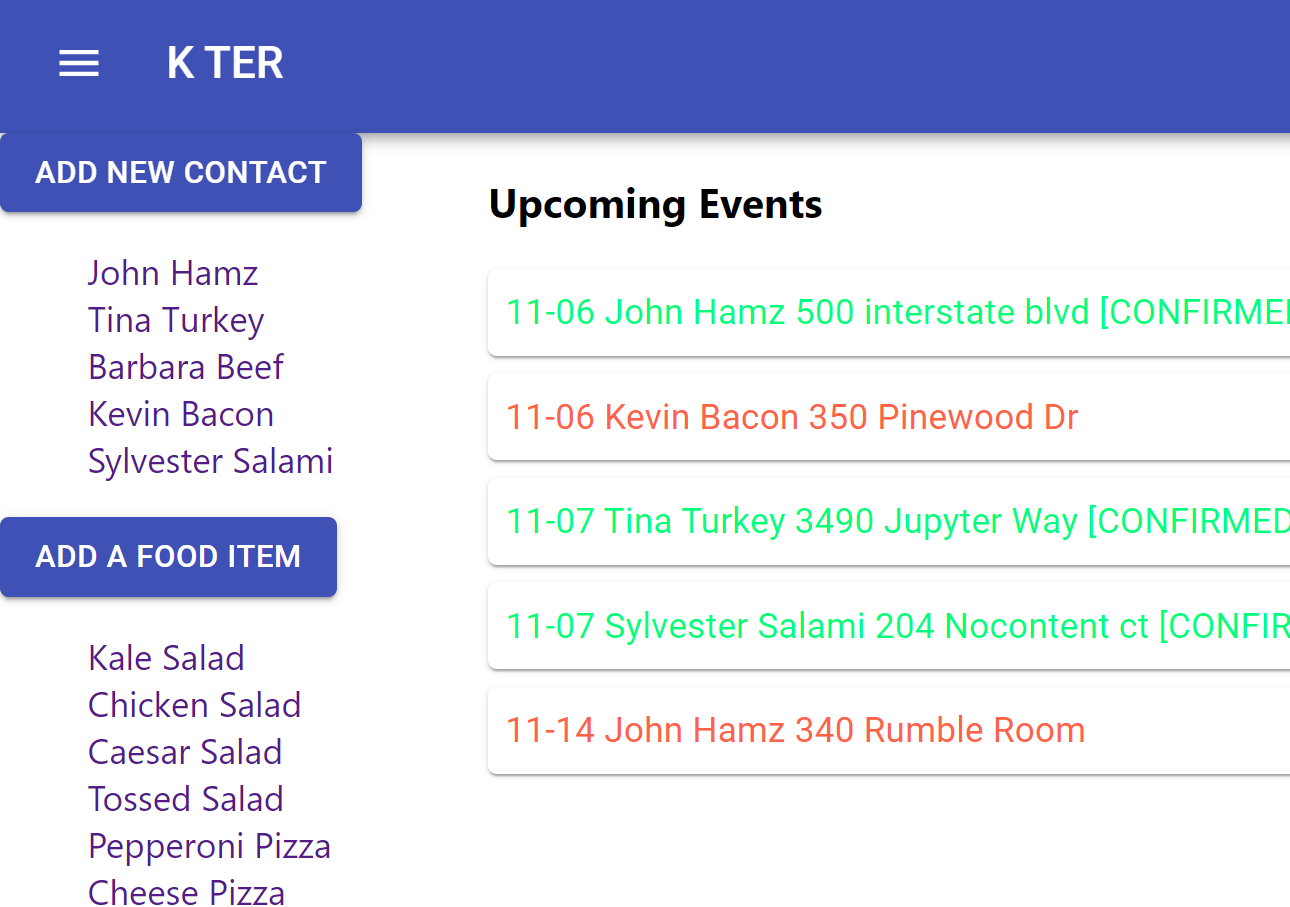 K TER
ADD NEW CONTACT
John Hamz
Tina Turkey
Barbara Beef
Kevin Bacon
Sylvester Salami
ADD A FOOD ITEM
Kale Salad
Chicken Salad
Caesar Salad
Tossed Salad
Pepperoni Pizza
Cheese Pizza
Upcoming Events
11-06 John Hamz 500 interstate blvd [CONFIRME
11-06 Kevin Bacon 350 Pinewood Dr
11-07 Tina Turkey 3490 Jupyter Way [CONFIRMED
11-07 Sylvester Salami 204 Nocontent ct [CONFIR
11-14 John Hamz 340 Rumble Room